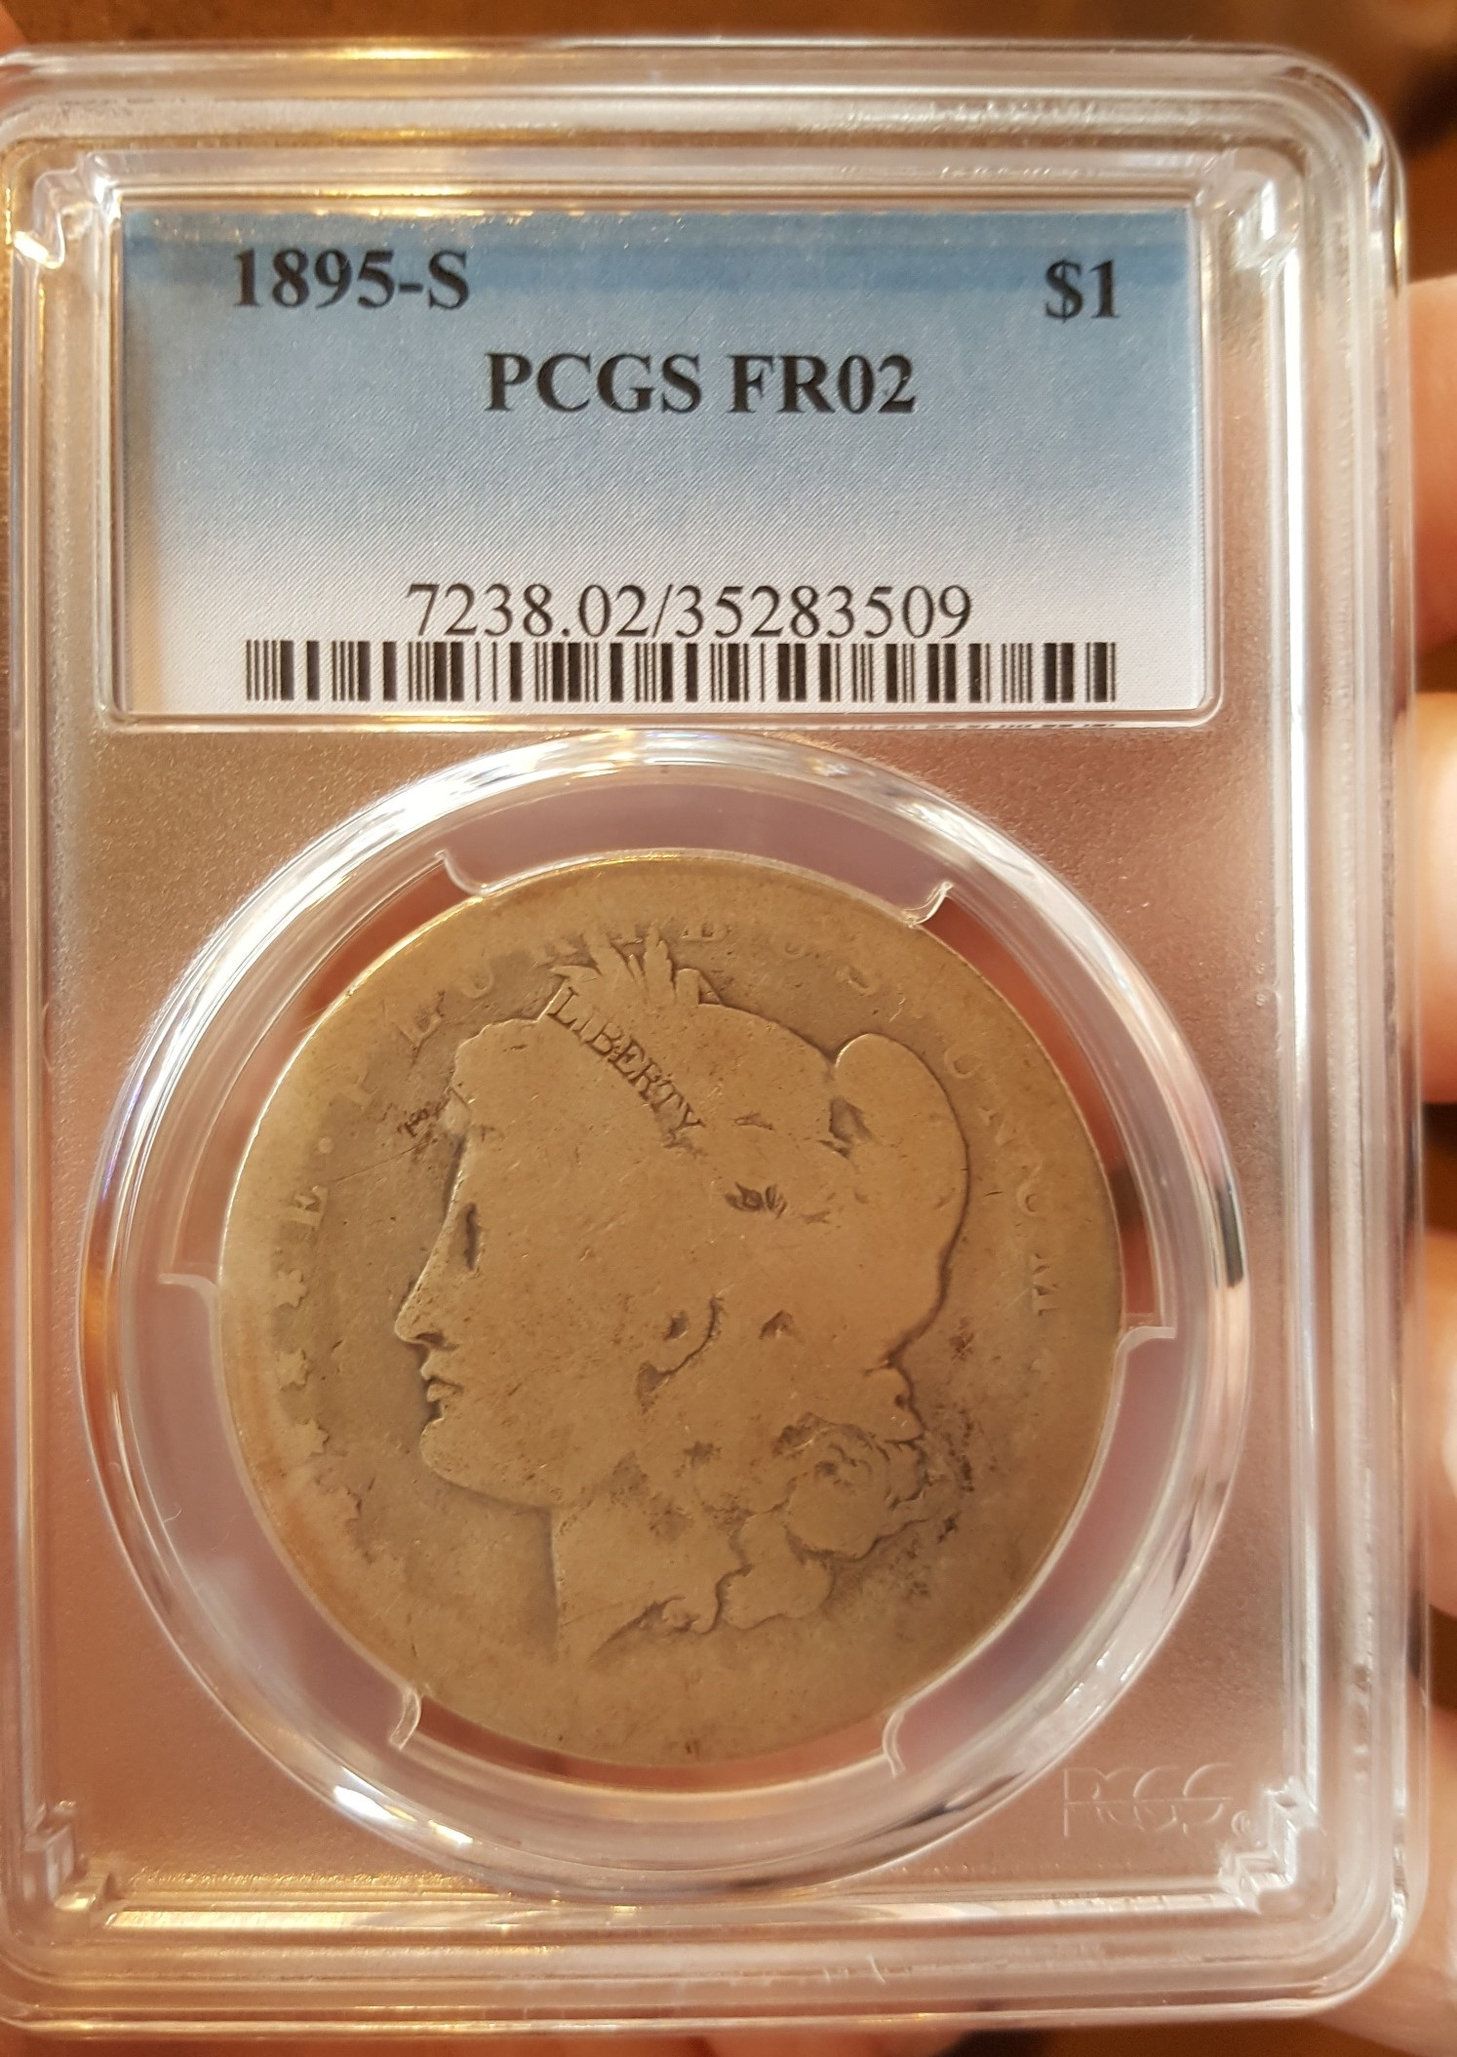 1895-S $1
PCGS FR02
7238.02/35283509
LIBERTY
PCGS